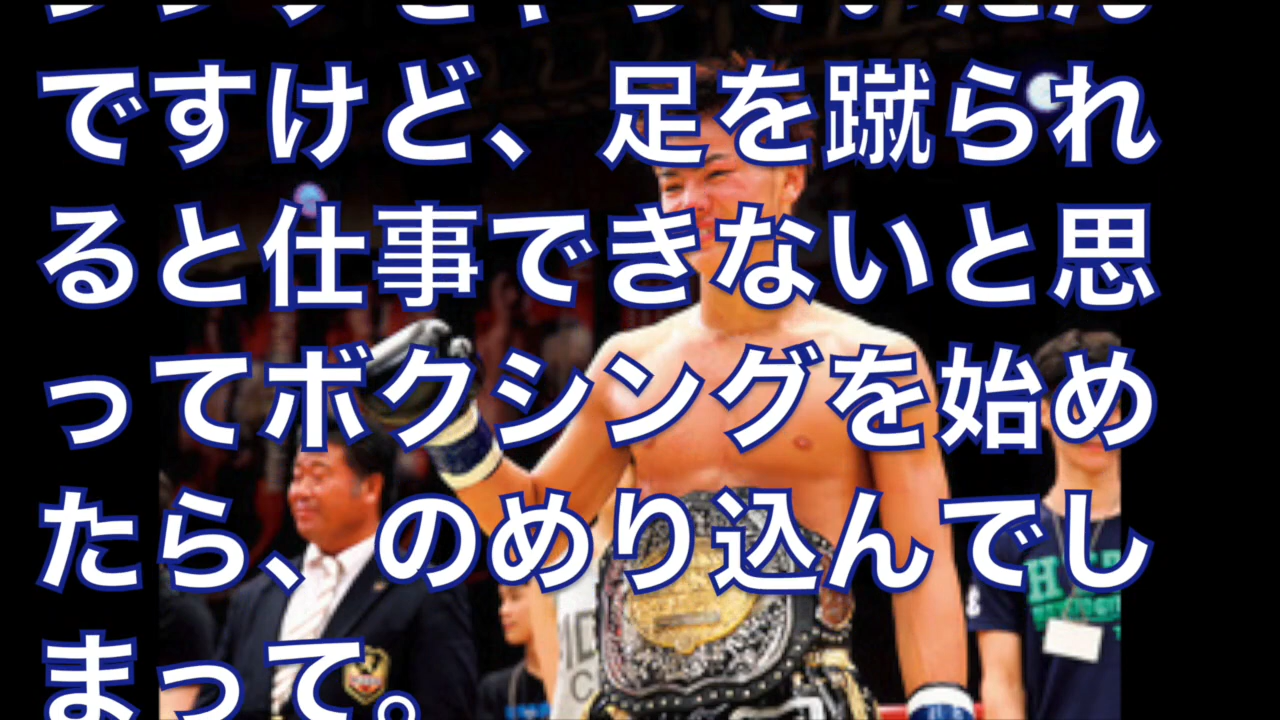 ですけど、足を蹴られ
ると仕事できないと思
ってボクシングを始め
たら、のめり込んでし
まって。